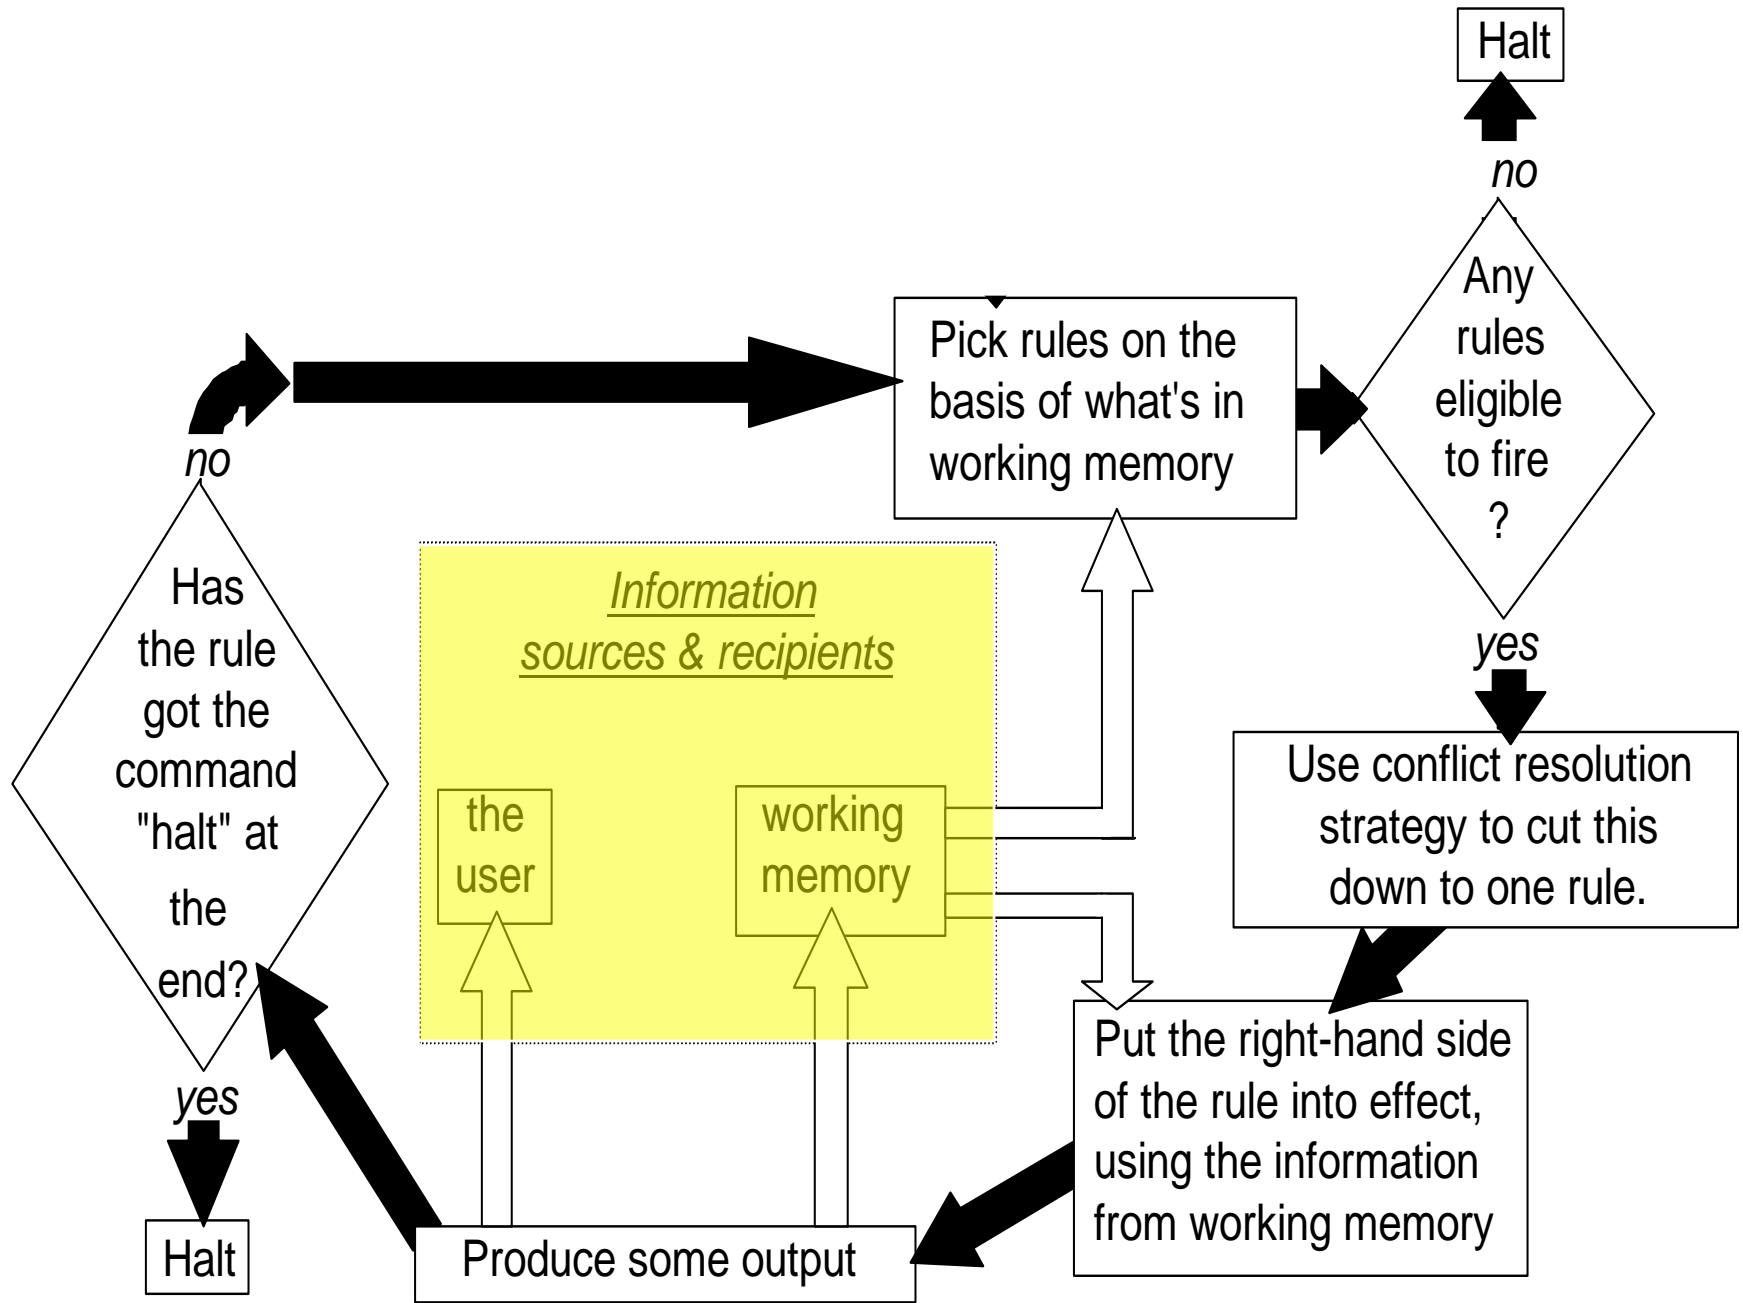 Halt
no
Any
rules
eligible
to fire
?
yes
Pick rules on the
basis of what's in
working memory
no
Has
the rule
got the
command
"halt" at
the
end?
yes
Halt
Information
sources & recipients
the
user
working
memory
Use conflict resolution
strategy to cut this
down to one rule.
Put the right-hand side
of the rule into effect,
using the information
from working memory
Produce some output